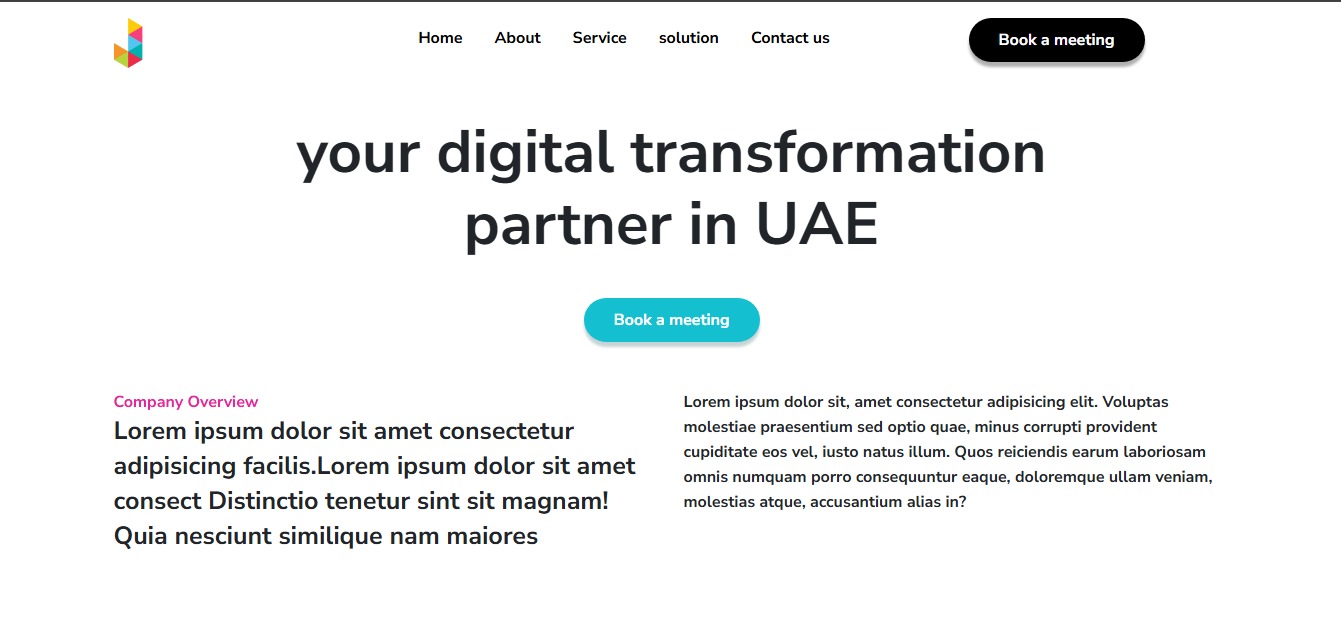 Home About Service solution Contact us Book a meeting
your digital transformation
partner in UAE
Book a meeting
Company Overview
Lorem ipsum dolor sit amet consectetur
adipisicing facilis.Lorem ipsum dolor sit amet
consect Distinctio tenetur sint sit magnam!
Quia nesciunt similique nam maiores
Lorem ipsum dolor sit, amet consectetur adipisicing elit. Voluptas
molestiae praesentium sed optio quae, minus corrupti provident
cupiditate eos vel, iusto natus illum. Quos reiciendis earum laboriosam
omnis numquam porro consequuntur eaque, doloremque ullam veniam,
molestias atque, accusantium alias in?